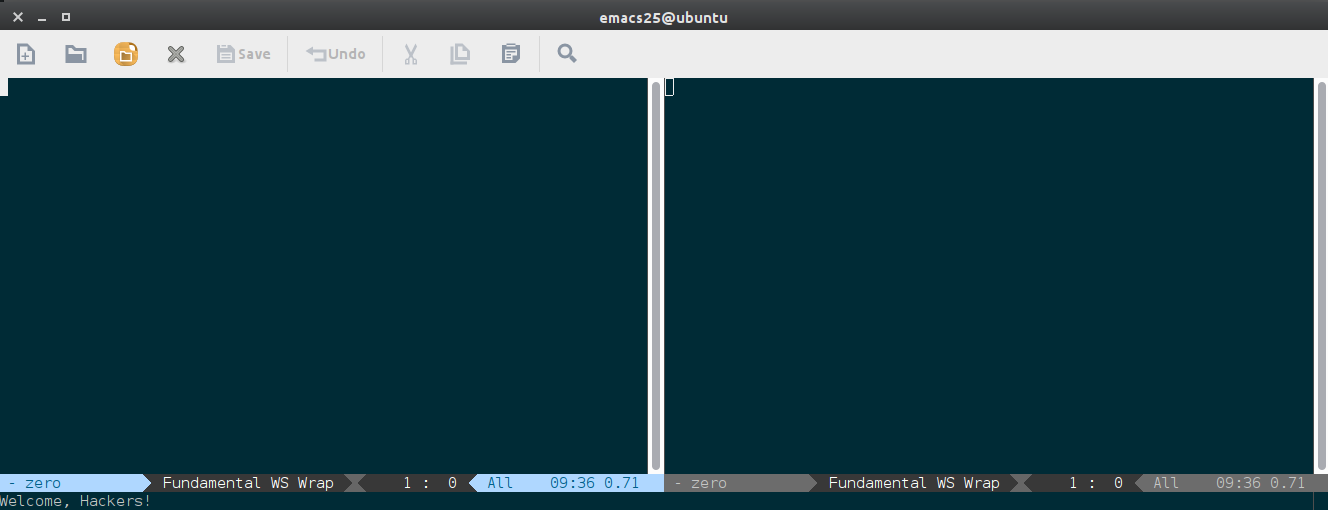 emacs25@ubuntu
Save Undo
- zero Fundamental WS Wrap 1 : 0 All 09:36 0.71 - zero Fundamental WS Wrap 1 : 0 All 09:36 0.71
Welcome, Hackers!